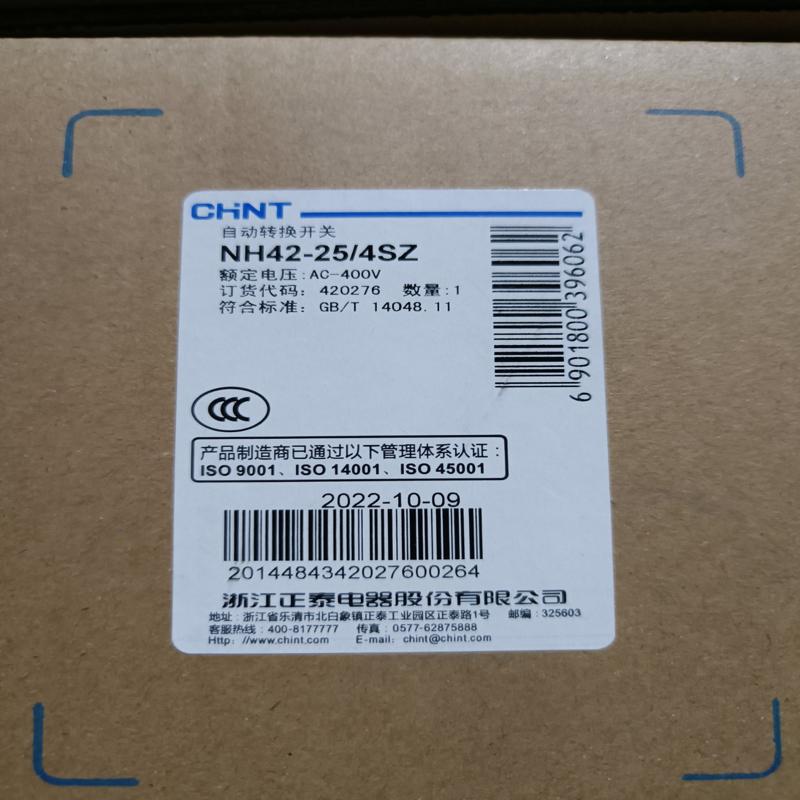 CHINT
自动转换开关
NH42-25/4SZ
额定电压:AC-400V
订货代码: 420276 数量:1
符合标准: GB/T 14048.11
6 901800 396062
CCC
产品制造商已通过以下管理体系认证:
ISO 9001、ISO 14001、ISO 45001
2022-10-09
2014484342027600264
浙江正泰电器股份有限公司
地址:浙江省乐清市北白象镇正泰工业园区正泰路1号 邮编:325603
客服热线:400-8177777 传真:0577-62875888
Http://www.chint.com E-mail: chint@chint.com